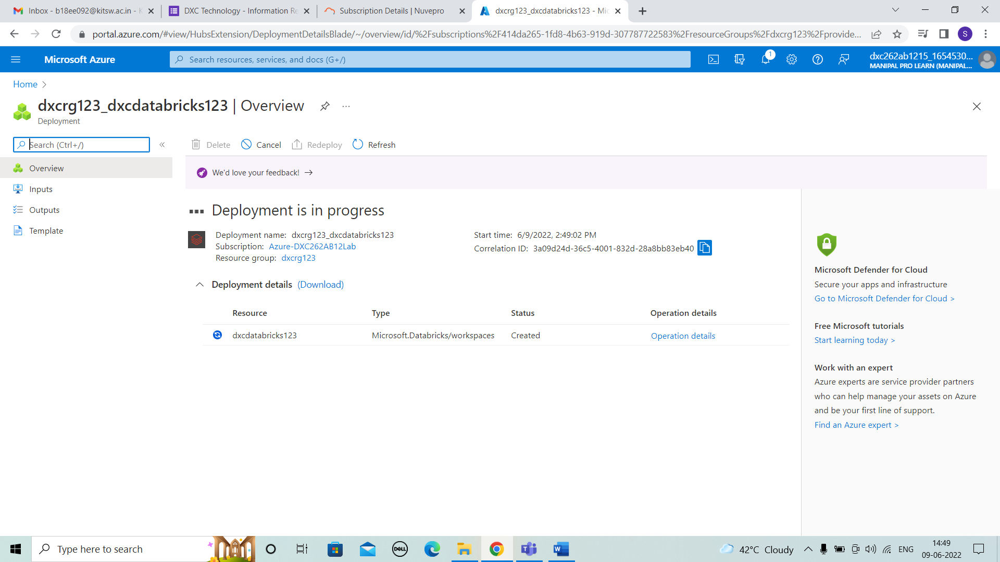 Inbox - b18ee092@kitsw.ac.in - K
DXC Technology - Information Re
Subscription Details | Nuvepro
dxcrg123_dxcdatabricks123 - Mic
portal.azure.com/#view/HubsExtension/DeploymentDetailsBlade/~/overview/id/%2Fsubscriptions%2F414da265-1fd8-4b63-919d-307787722583%2FresourceGroups%2Fdxcrg123%2Fprovide...
S
Microsoft Azure
Search resources, services, and docs (G+/)
1
dxc262ab1215_1654530...
MANIPAL PRO LEARN (MANIPAL...
Home
dxcrg123_dxcdatabricks123 | Overview
Deployment
Search (Ctrl+/)
Overview
Inputs
Outputs
Template
Delete
Cancel
Redeploy
Refresh
We'd love your feedback!
Deployment is in progress
Deployment name: dxcrg123_dxcdatabricks123
Subscription: Azure-DXC262AB12Lab
Resource group: dxcrg123
Start time: 6/9/2022, 2:49:02 PM
Correlation ID: 3a09d24d-36c5-4001-832d-28a8bb83eb40
Deployment details (Download)
Resource Type Status Operation details
dxcdatabricks123 Microsoft.Databricks/workspaces Created Operation details
Microsoft Defender for Cloud
Secure your apps and infrastructure
Go to Microsoft Defender for Cloud >
Free Microsoft tutorials
Start learning today >
Work with an expert
Azure experts are service provider partners
who can help manage your assets on Azure
and be your first line of support.
Find an Azure expert >
Type here to search
DELL
42°C Cloudy
ENG
14:49
09-06-2022